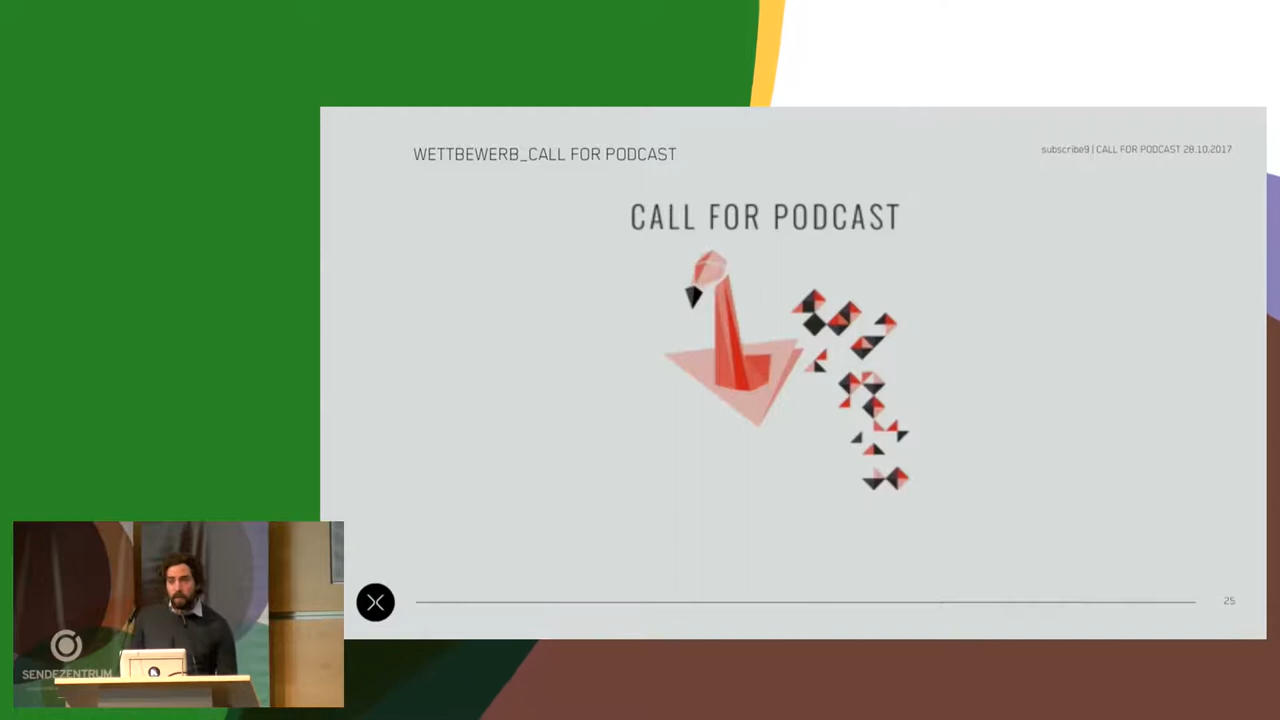 WETTBEWERB_CALL FOR PODCAST
subscribe9 | CALL FOR PODCAST 28.10.2017
CALL FOR PODCAST
25
SENDEZENTRUM